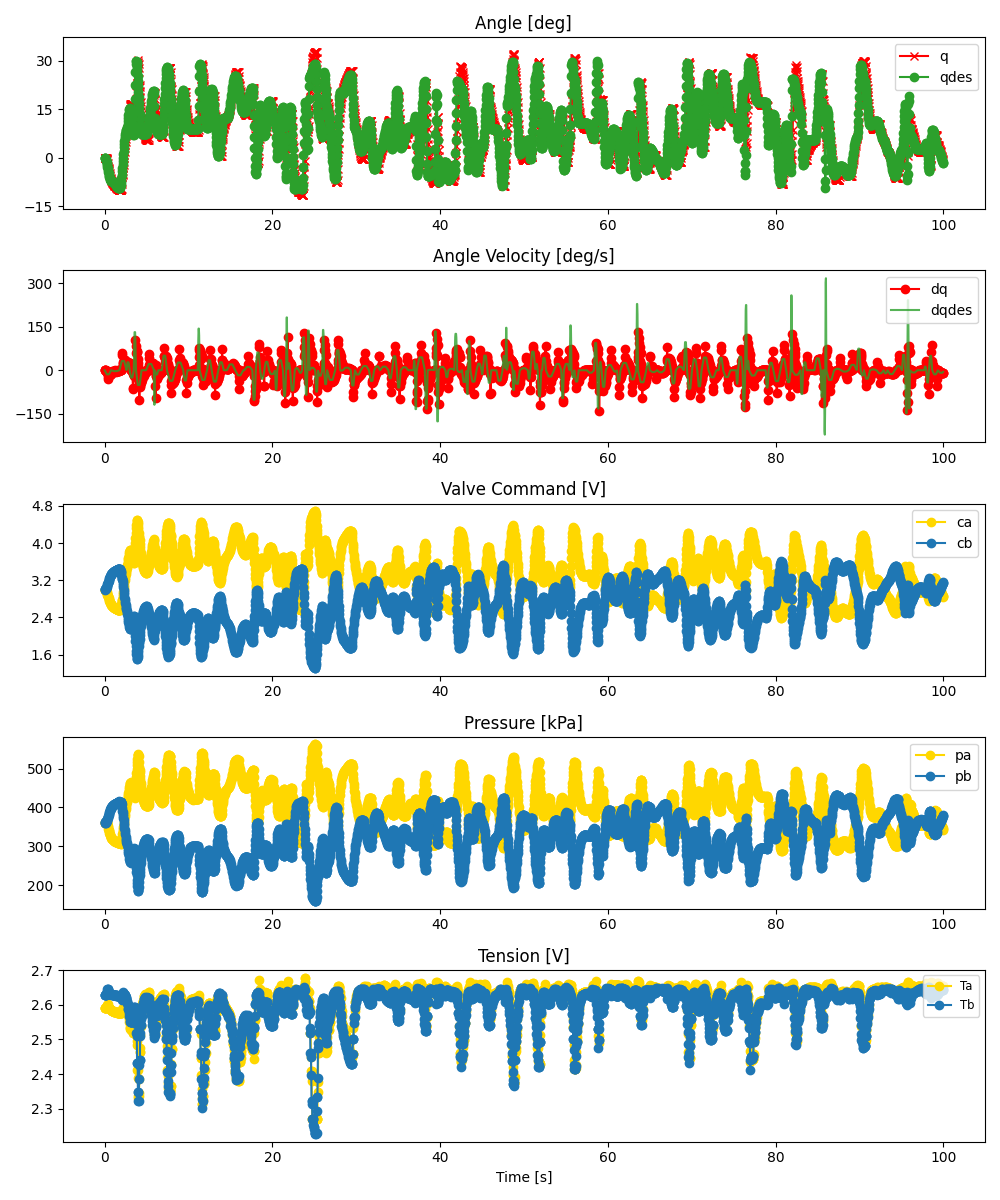 Angle [deg]
30
15
0
−15
q
qdes
0 20 40 60 80 100
Angle Velocity [deg/s]
300
150
0
−150
dq
dqdes
0 20 40 60 80 100
Valve Command [V]
4.8
4.0
3.2
2.4
1.6
ca
cb
0 20 40 60 80 100
Pressure [kPa]
500
400
300
200
pa
pb
0 20 40 60 80 100
Tension [V]
2.7
2.6
2.5
2.4
2.3
Ta
Tb
0 20 40 60 80 100
Time [s]